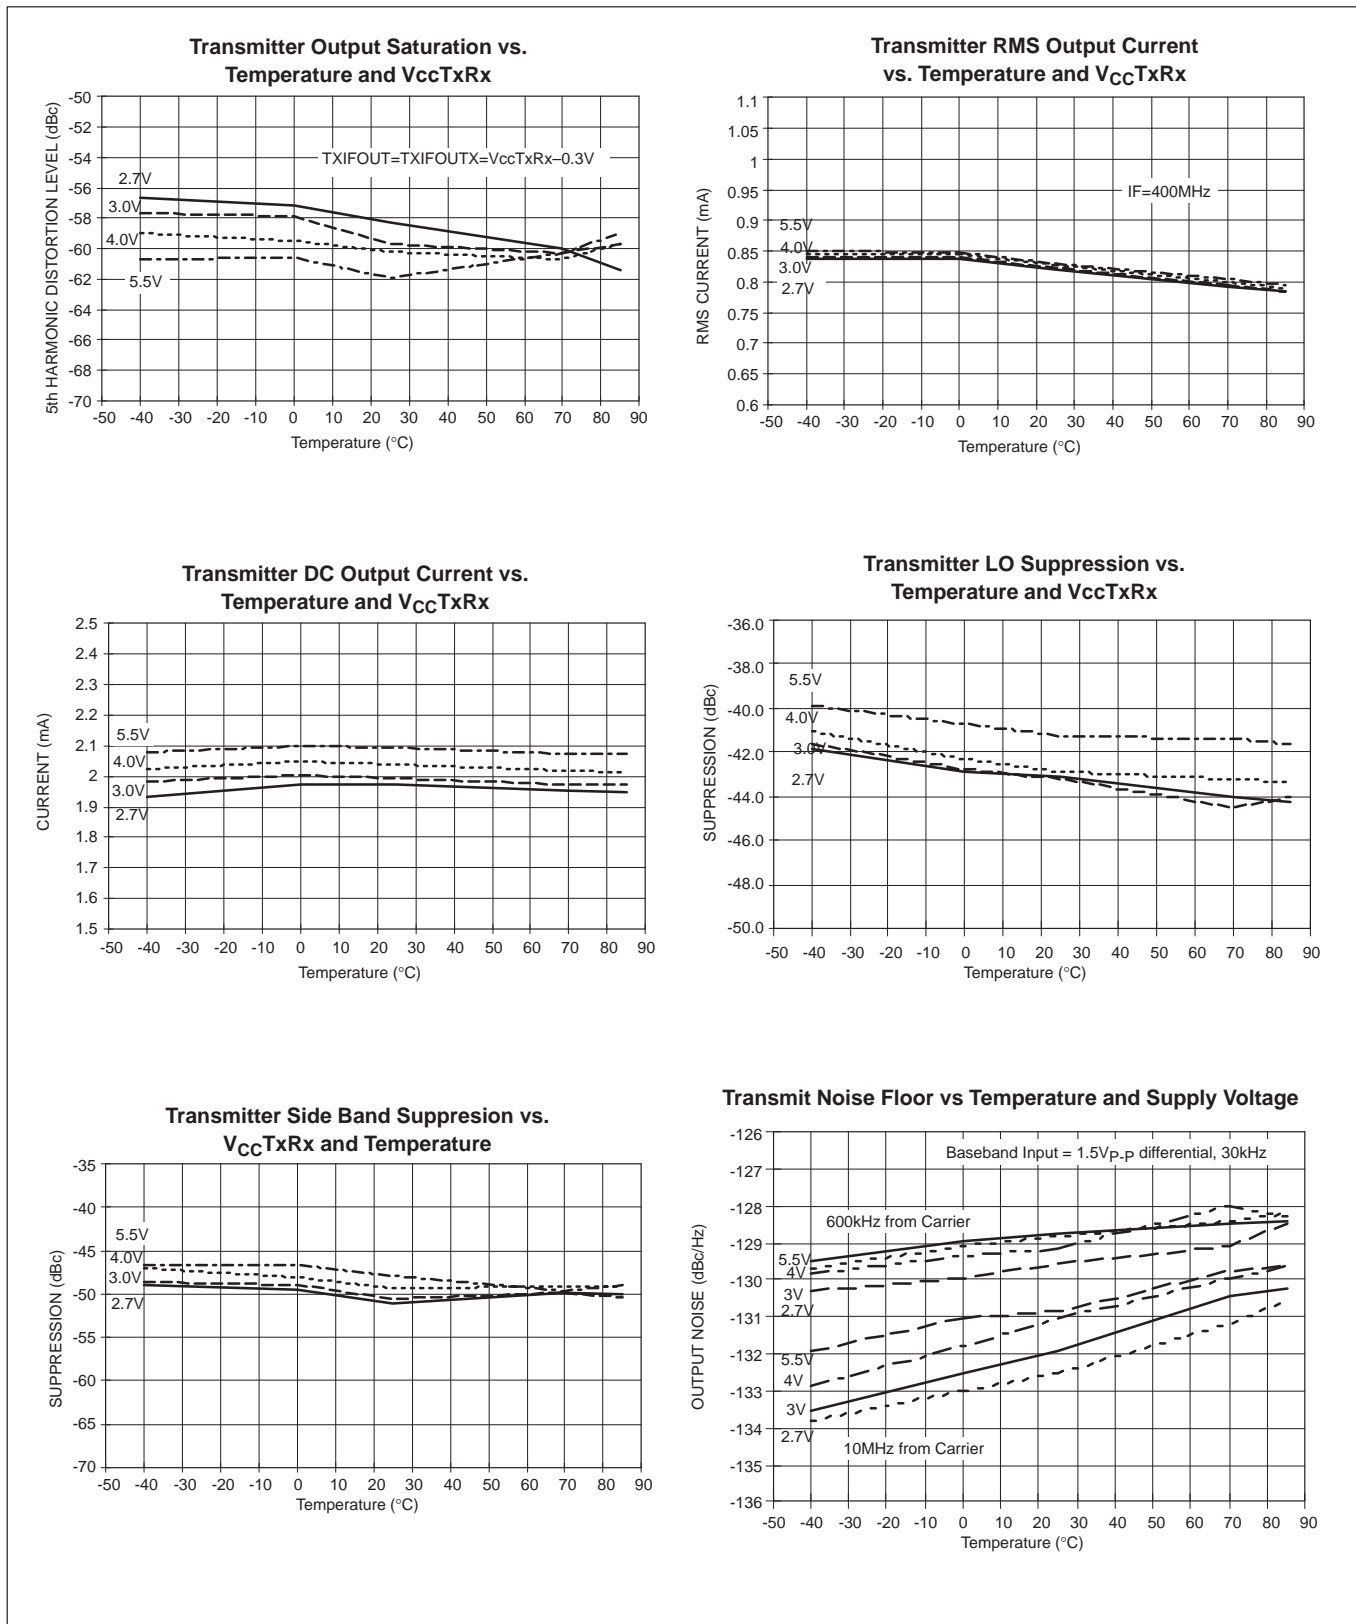 Transmitter Output Saturation vs.
Temperature and VccTxRx
5th HARMONIC DISTORTION LEVEL (dBc)
-50
-52
-54
-56
-58
-60
-62
-64
-66
-68
-70
TXIFOUT=TXIFOUTX=VccTxRx–0.3V
2.7V
3.0V
4.0V
5.5V
-50 -40 -30 -20 -10 0 10 20 30 40 50 60 70 80 90
Temperature (°C)
Transmitter RMS Output Current
vs. Temperature and VCCTxRx
RMS CURRENT (mA)
1.1
1.05
1
0.95
0.9
0.85
0.8
0.75
0.7
0.65
0.6
IF=400MHz
5.5V
4.0V
3.0V
2.7V
-50 -40 -30 -20 -10 0 10 20 30 40 50 60 70 80 90
Temperature (°C)
Transmitter DC Output Current vs.
Temperature and VCCTxRx
CURRENT (mA)
2.5
2.4
2.3
2.2
2.1
2
1.9
1.8
1.7
1.6
1.5
5.5V
4.0V
3.0V
2.7V
-50 -40 -30 -20 -10 0 10 20 30 40 50 60 70 80 90
Temperature (°C)
Transmitter LO Suppression vs.
Temperature and VccTxRx
SUPPRESSION (dBc)
-36.0
-38.0
-40.0
-42.0
-44.0
-46.0
-48.0
-50.0
5.5V
4.0V
3.0V
2.7V
-50 -40 -30 -20 -10 0 10 20 30 40 50 60 70 80 90
Temperature (°C)
Transmitter Side Band Suppresion vs.
VCCTxRx and Temperature
SUPPRESSION (dBc)
-35
-40
-45
-50
-55
-60
-65
-70
5.5V
4.0V
3.0V
2.7V
-50 -40 -30 -20 -10 0 10 20 30 40 50 60 70 80 90
Temperature (°C)
Transmit Noise Floor vs Temperature and Supply Voltage
OUTPUT NOISE (dBc/Hz)
-126
-127
-128
-129
-130
-131
-132
-133
-134
-135
-136
Baseband Input = 1.5VP-P differential, 30kHz
600kHz from Carrier
5.5V
4V
3V
2.7V
5.5V
4V
3V
2.7V
10MHz from Carrier
-50 -40 -30 -20 -10 0 10 20 30 40 50 60 70 80 90
Temperature (°C)